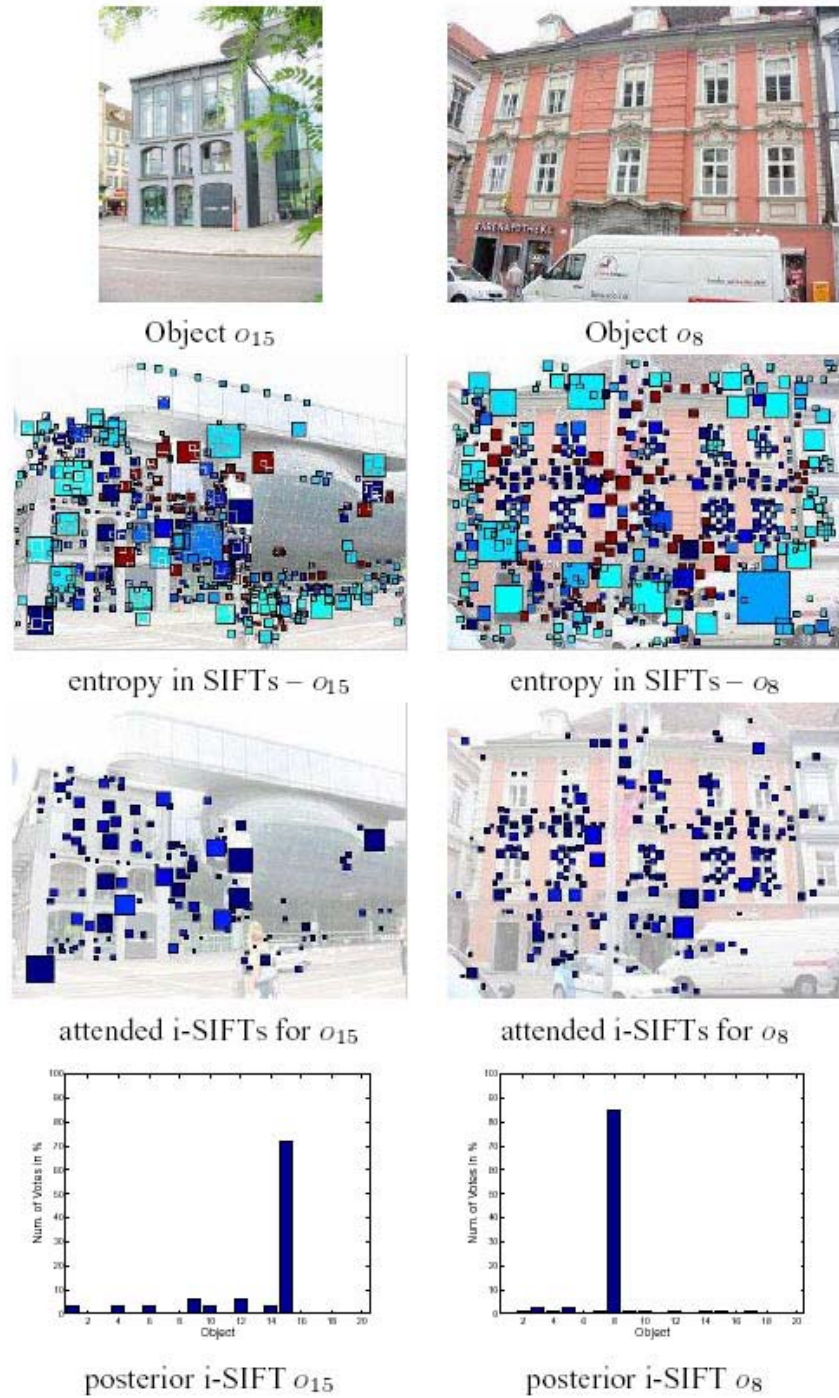 Object o15
Object o8
BÄRENAPOTHEKE
entropy in SIFTs – o15
entropy in SIFTs – o8
attended i-SIFTs for o15
attended i-SIFTs for o8
100
90
80
70
60
50
40
30
20
10
0
Num. of Votes in %
2 4 6 8 10 12 14 16 18 20
Object
100
90
80
70
60
50
40
30
20
10
0
Num. of Votes in %
2 4 6 8 10 12 14 16 18 20
Object
posterior i-SIFT o15
posterior i-SIFT o8